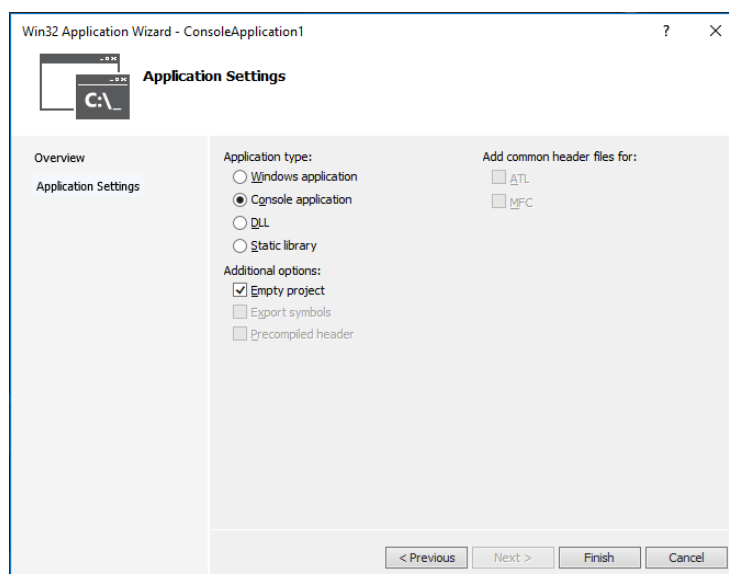 Win32 Application Wizard - ConsoleApplication1
?
C:\_
Application Settings
Overview
Application Settings
Application type:
Windows application
Console application
DLL
Static library
Additional options:
Empty project
Export symbols
Precompiled header
Add common header files for:
ATL
MFC
< Previous
Next >
Finish
Cancel